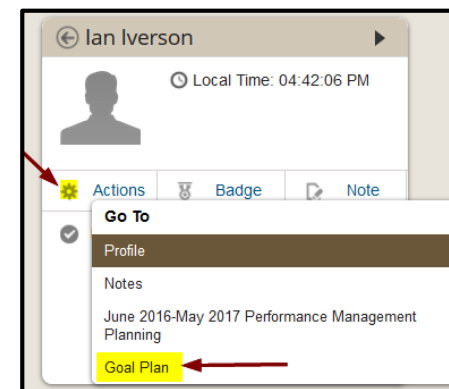 Ian Iverson
Local Time: 04:42:06 PM
Actions Badge Note
Go To
Profile
Notes
June 2016-May 2017 Performance Management
Planning
Goal Plan